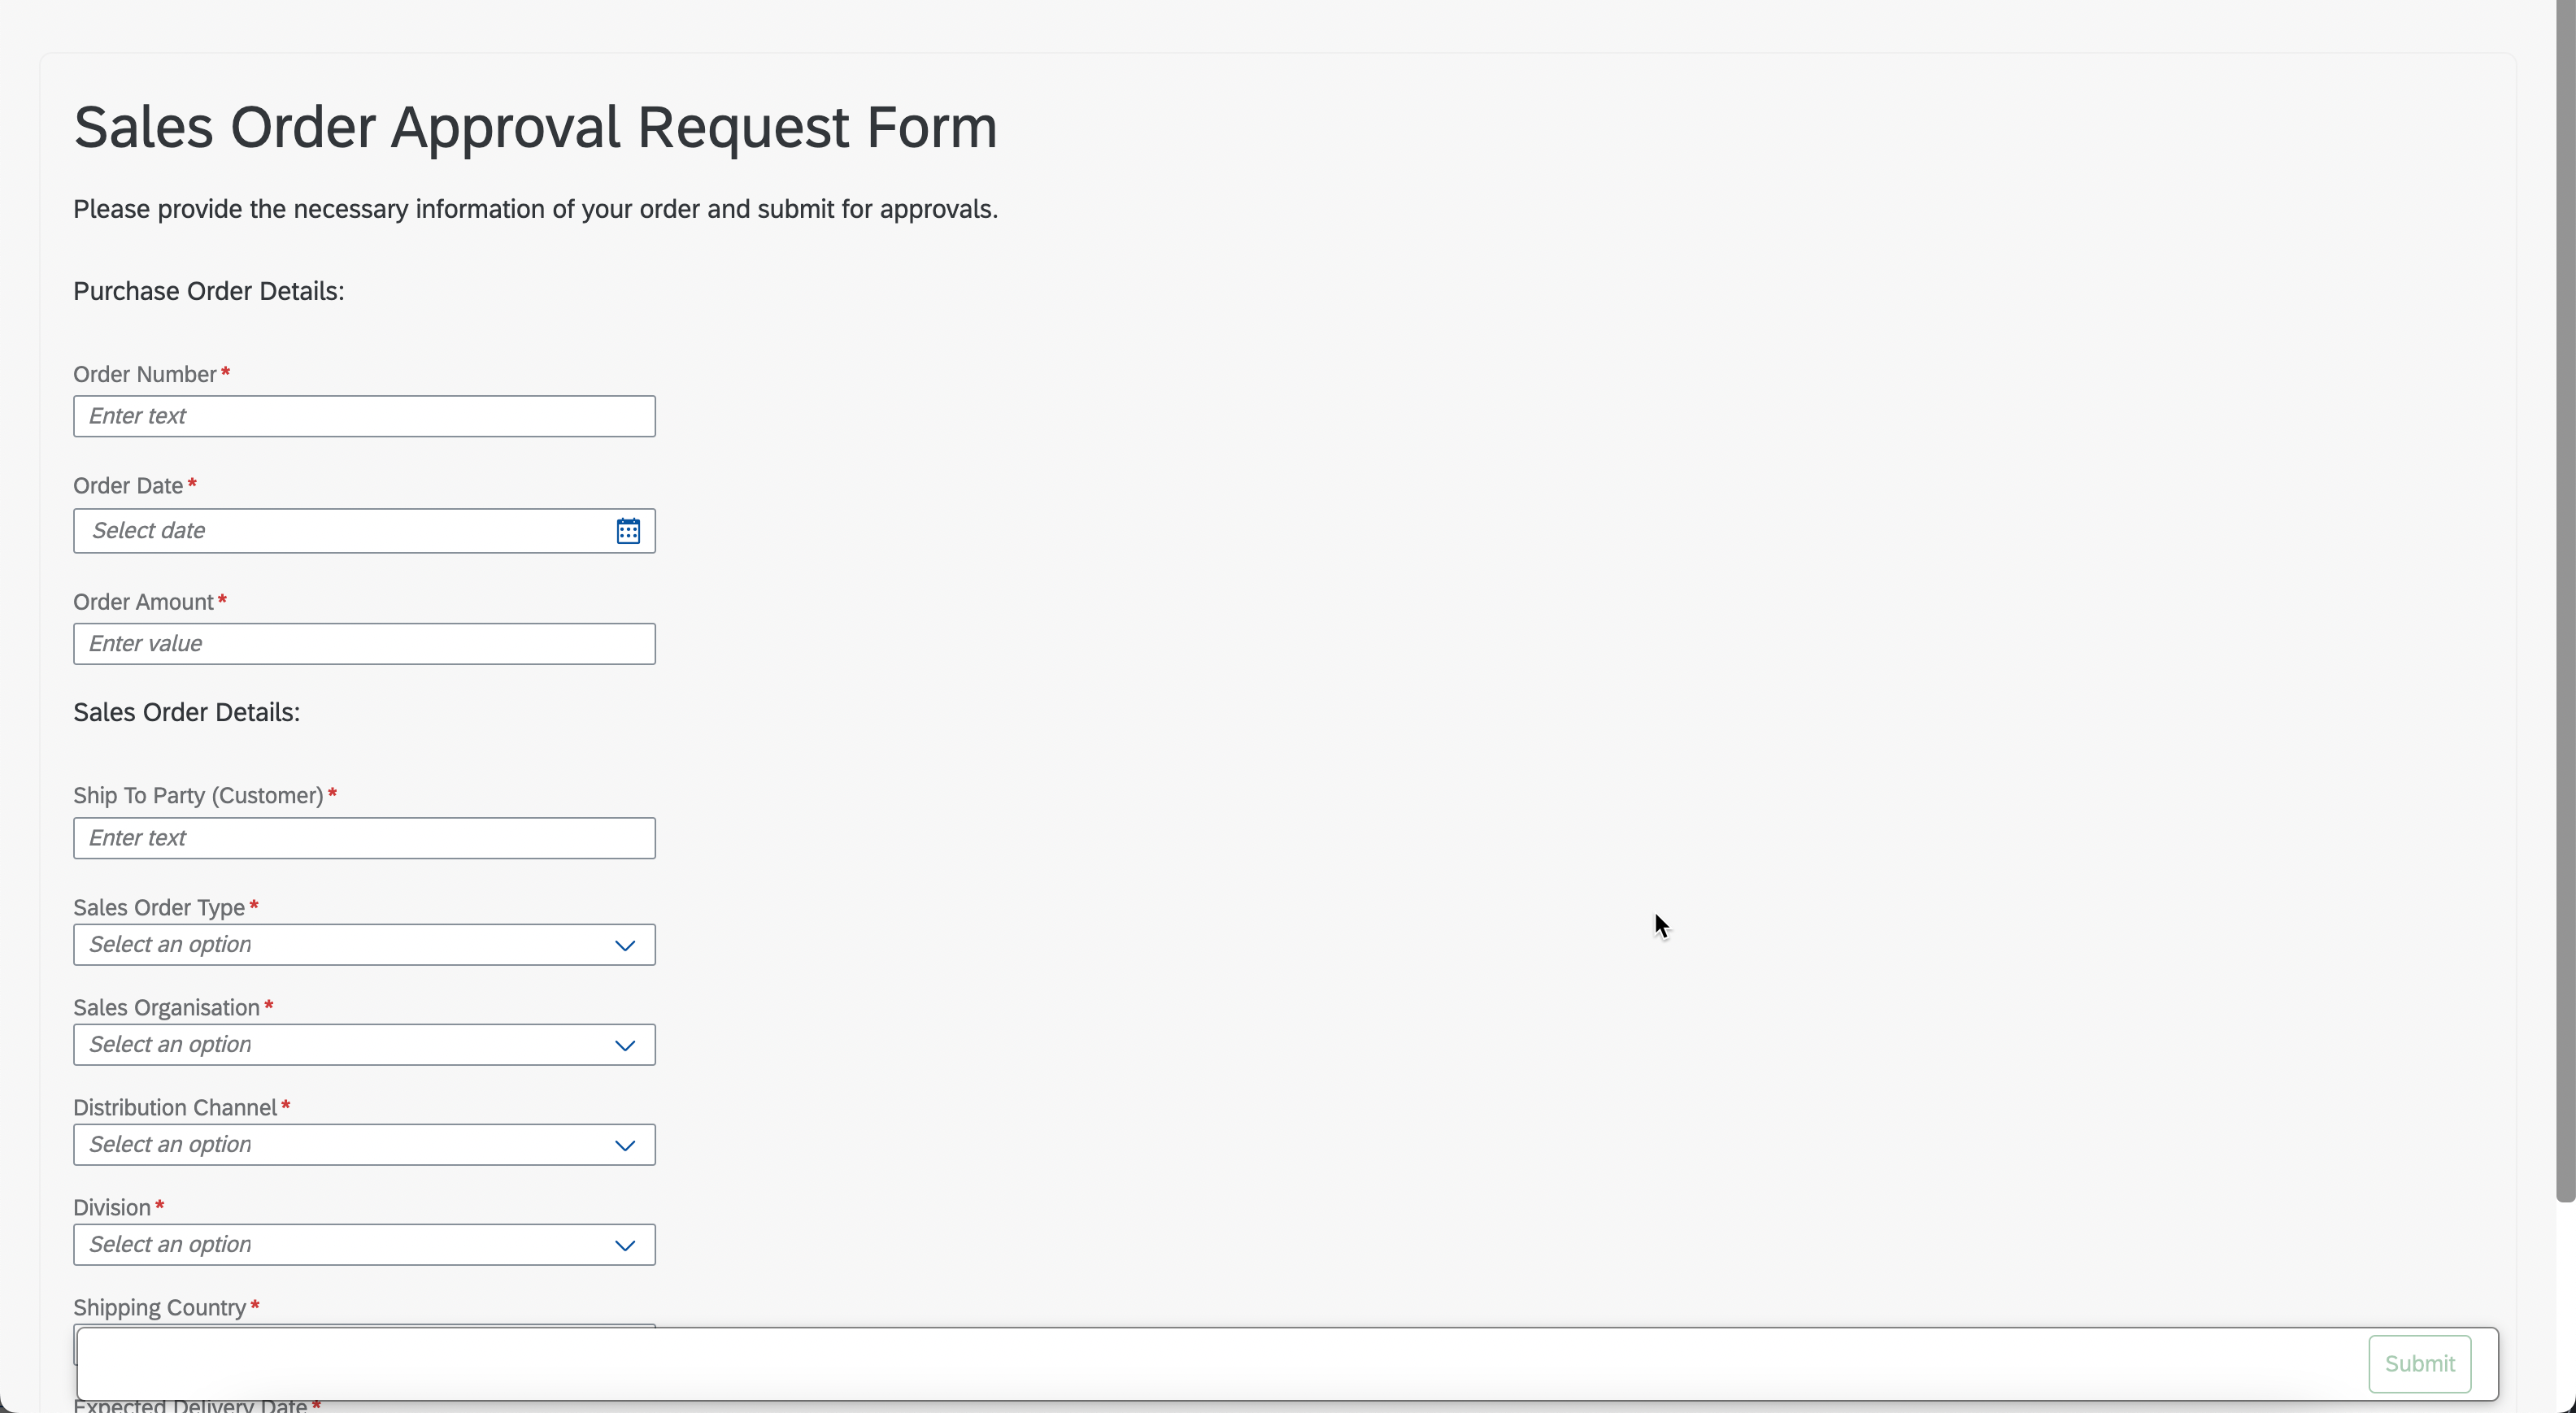 Sales Order Approval Request Form
Please provide the necessary information of your order and submit for approvals.
Purchase Order Details:
Order Number*
Enter text
Order Date*
Select date
Order Amount*
Enter value
Sales Order Details:
Ship To Party (Customer)*
Enter text
Sales Order Type*
Select an option
Sales Organisation*
Select an option
Distribution Channel*
Select an option
Division*
Select an option
Shipping Country*
Submit
Expected Delivery Date*